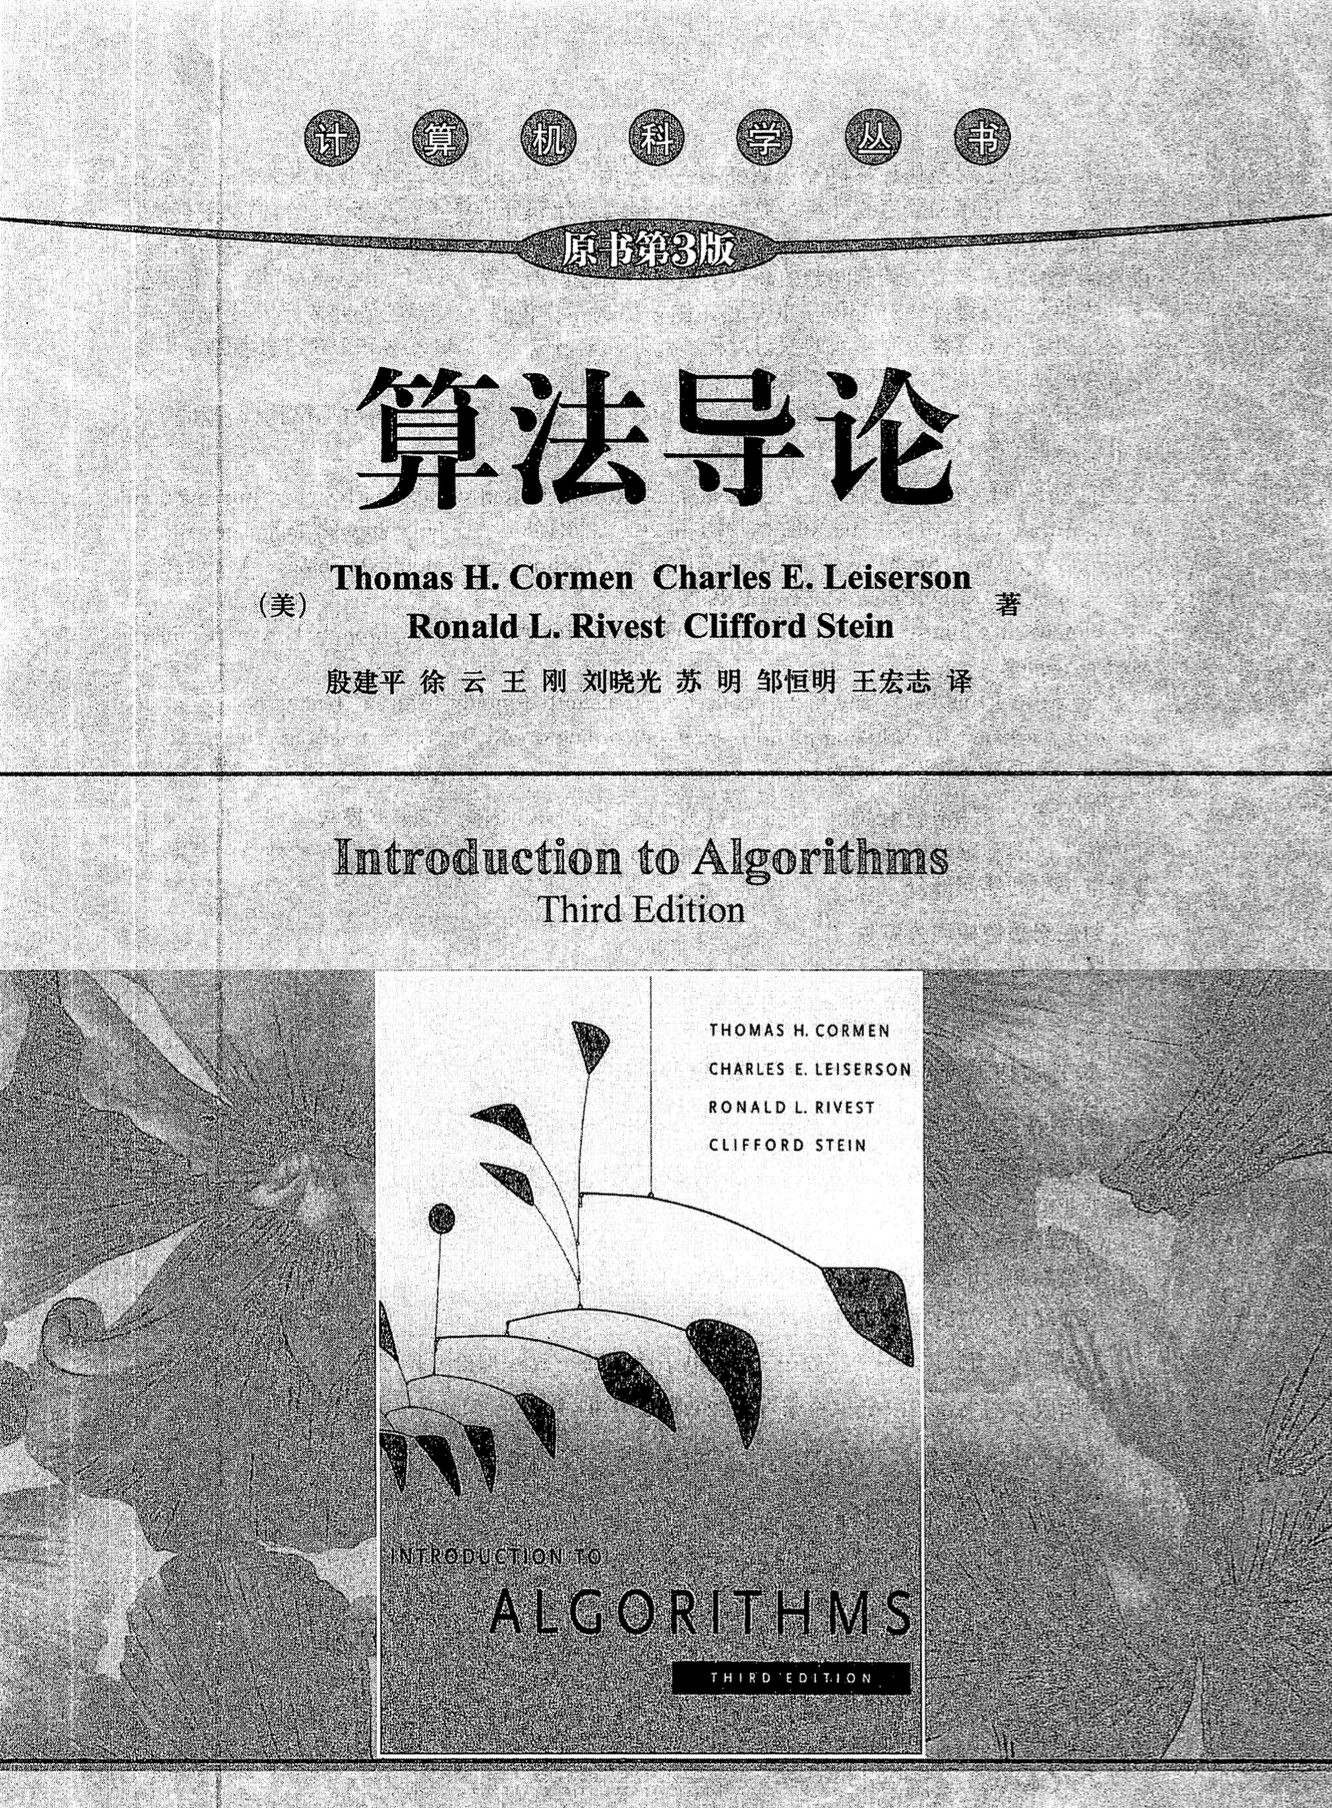 计算机科学丛书
原书第3版
算法导论
Thomas H. Cormen Charles E. Leiserson
（美）
著
Ronald L. Rivest Clifford Stein
殷建平 徐云 王刚 刘晓光 苏明 邹恒明 王宏志 译
Introduction to Algorithms
Third Edition
THOMAS H. CORMEN
CHARLES E. LEISERSON
RONALD L. RIVEST
CLIFFORD STEIN
INTRODUCTION TO
ALGORITHMS
THIRD EDITION